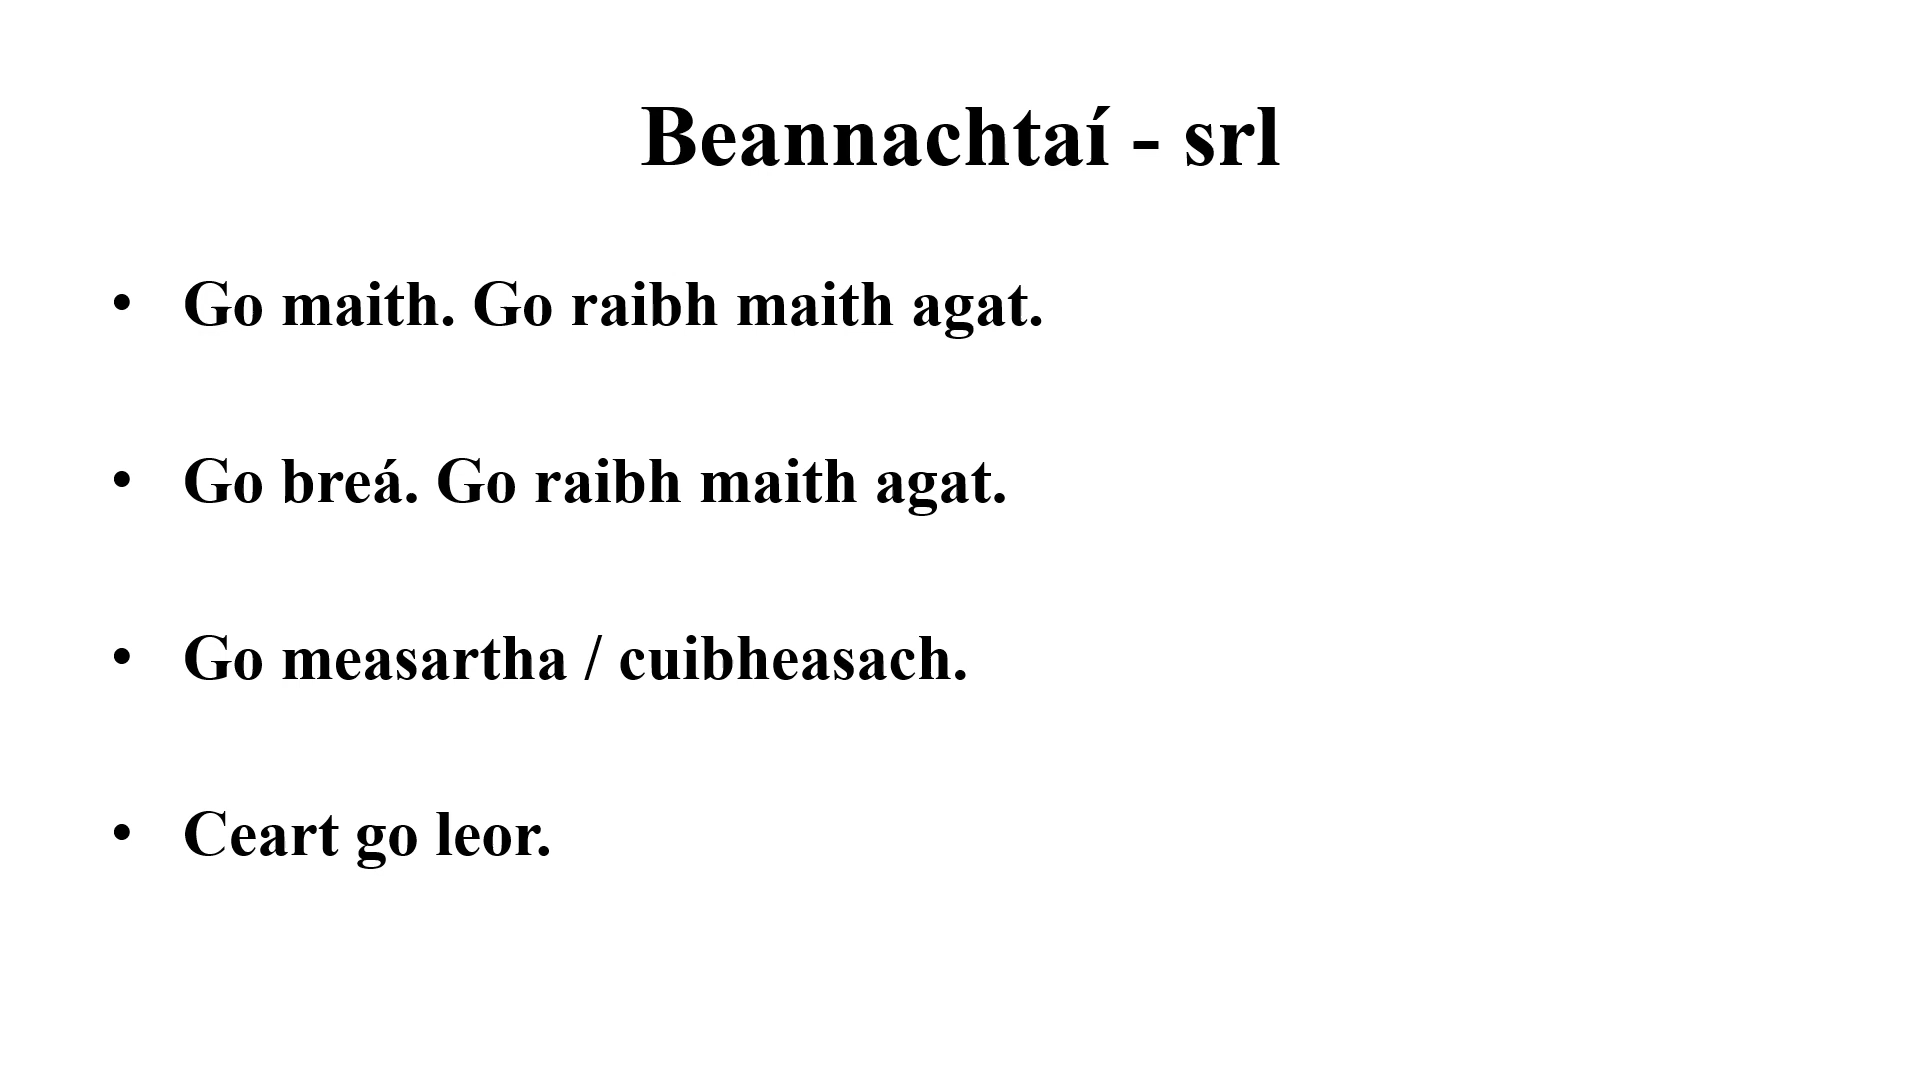 Beannachtaí - srl
• Go maith. Go raibh maith agat.
• Go breá. Go raibh maith agat.
• Go measartha / cuibheasach.
• Ceart go leor.